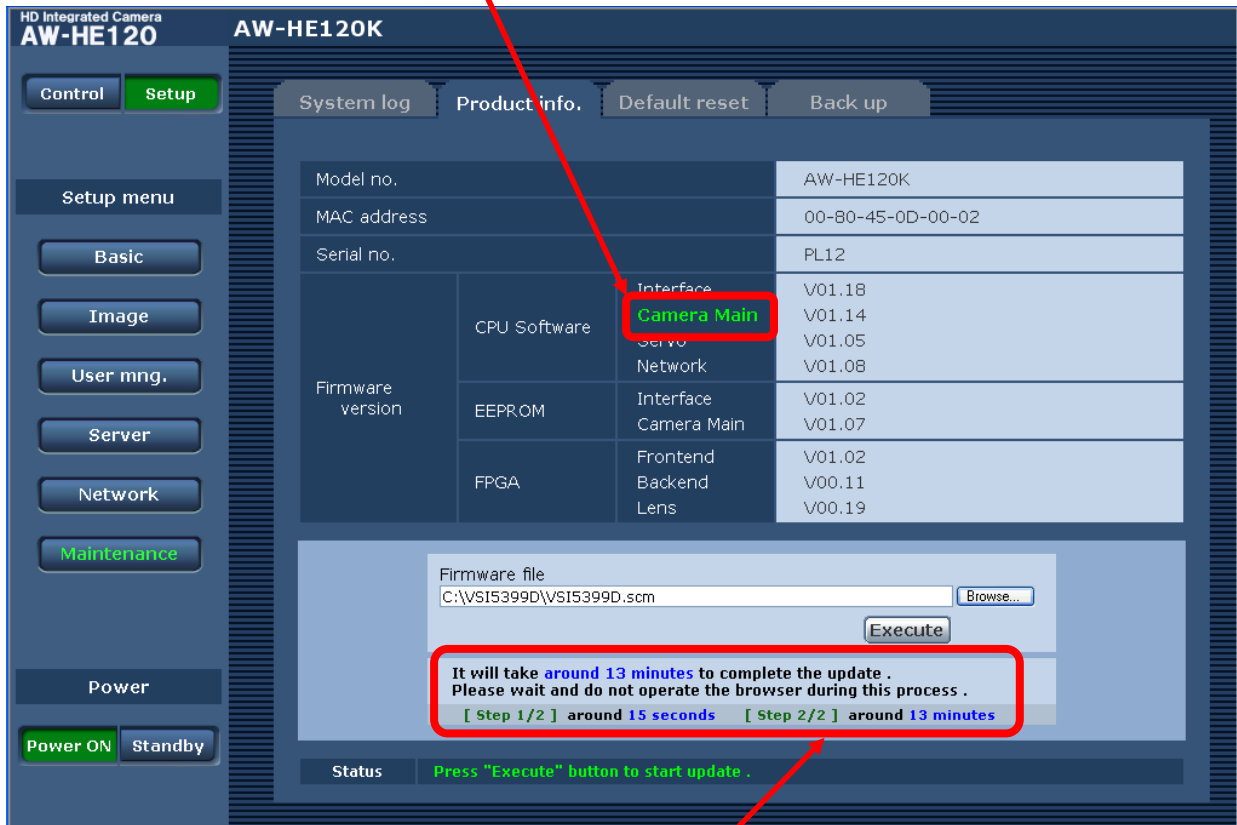 HD Integrated Camera
AW-HE120
AW-HE120K
Control Setup
System log Product info. Default reset Back up
Setup menu
Basic
Image
User mng.
Server
Network
Maintenance
Power
Power ON Standby
Model no. AW-HE120K
MAC address 00-80-45-0D-00-02
Serial no. PL12
Firmware version
CPU Software
Interface V01.18
Camera Main V01.14
Servo V01.05
Network V01.08
EEPROM
Interface V01.02
Camera Main V01.07
FPGA
Frontend V01.02
Backend V00.11
Lens V00.19
Firmware file
C:\VSI5399D\VSI5399D.scm Browse...
Execute
It will take around 13 minutes to complete the update .
Please wait and do not operate the browser during this process .
[ Step 1/2 ] around 15 seconds [ Step 2/2 ] around 13 minutes
Status Press "Execute" button to start update .